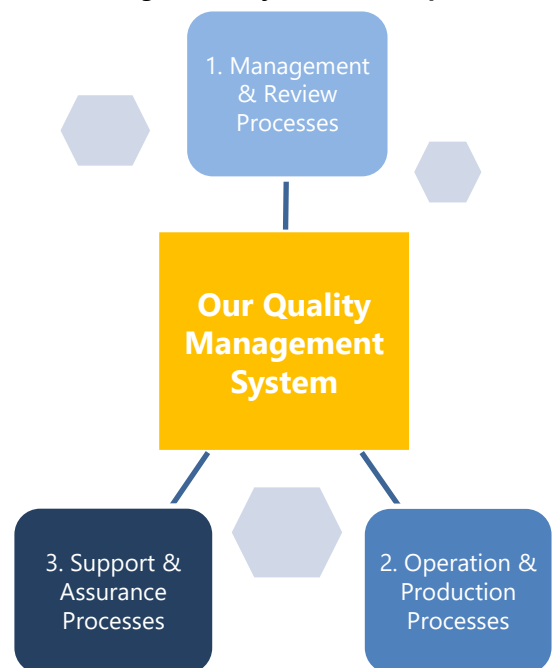 1. Management
& Review
Processes
Our Quality
Management
System
3. Support &
Assurance
Processes
2. Operation &
Production
Processes